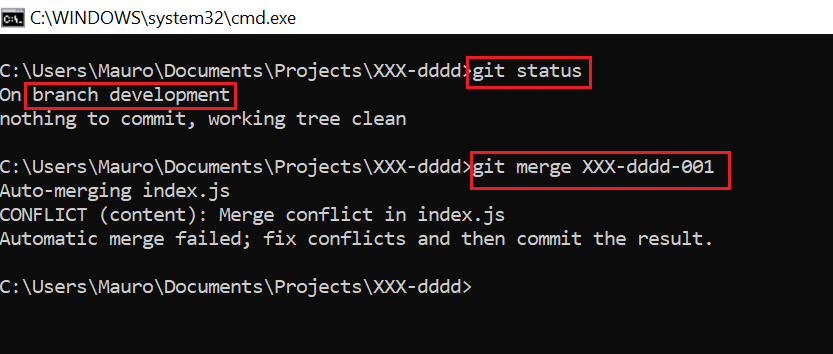 C:\WINDOWS\system32\cmd.exe
C:\Users\Mauro\Documents\Projects\XXX-dddd>git status
On branch development
nothing to commit, working tree clean
C:\Users\Mauro\Documents\Projects\XXX-dddd>git merge XXX-dddd-001
Auto-merging index.js
CONFLICT (content): Merge conflict in index.js
Automatic merge failed; fix conflicts and then commit the result.
C:\Users\Mauro\Documents\Projects\XXX-dddd>